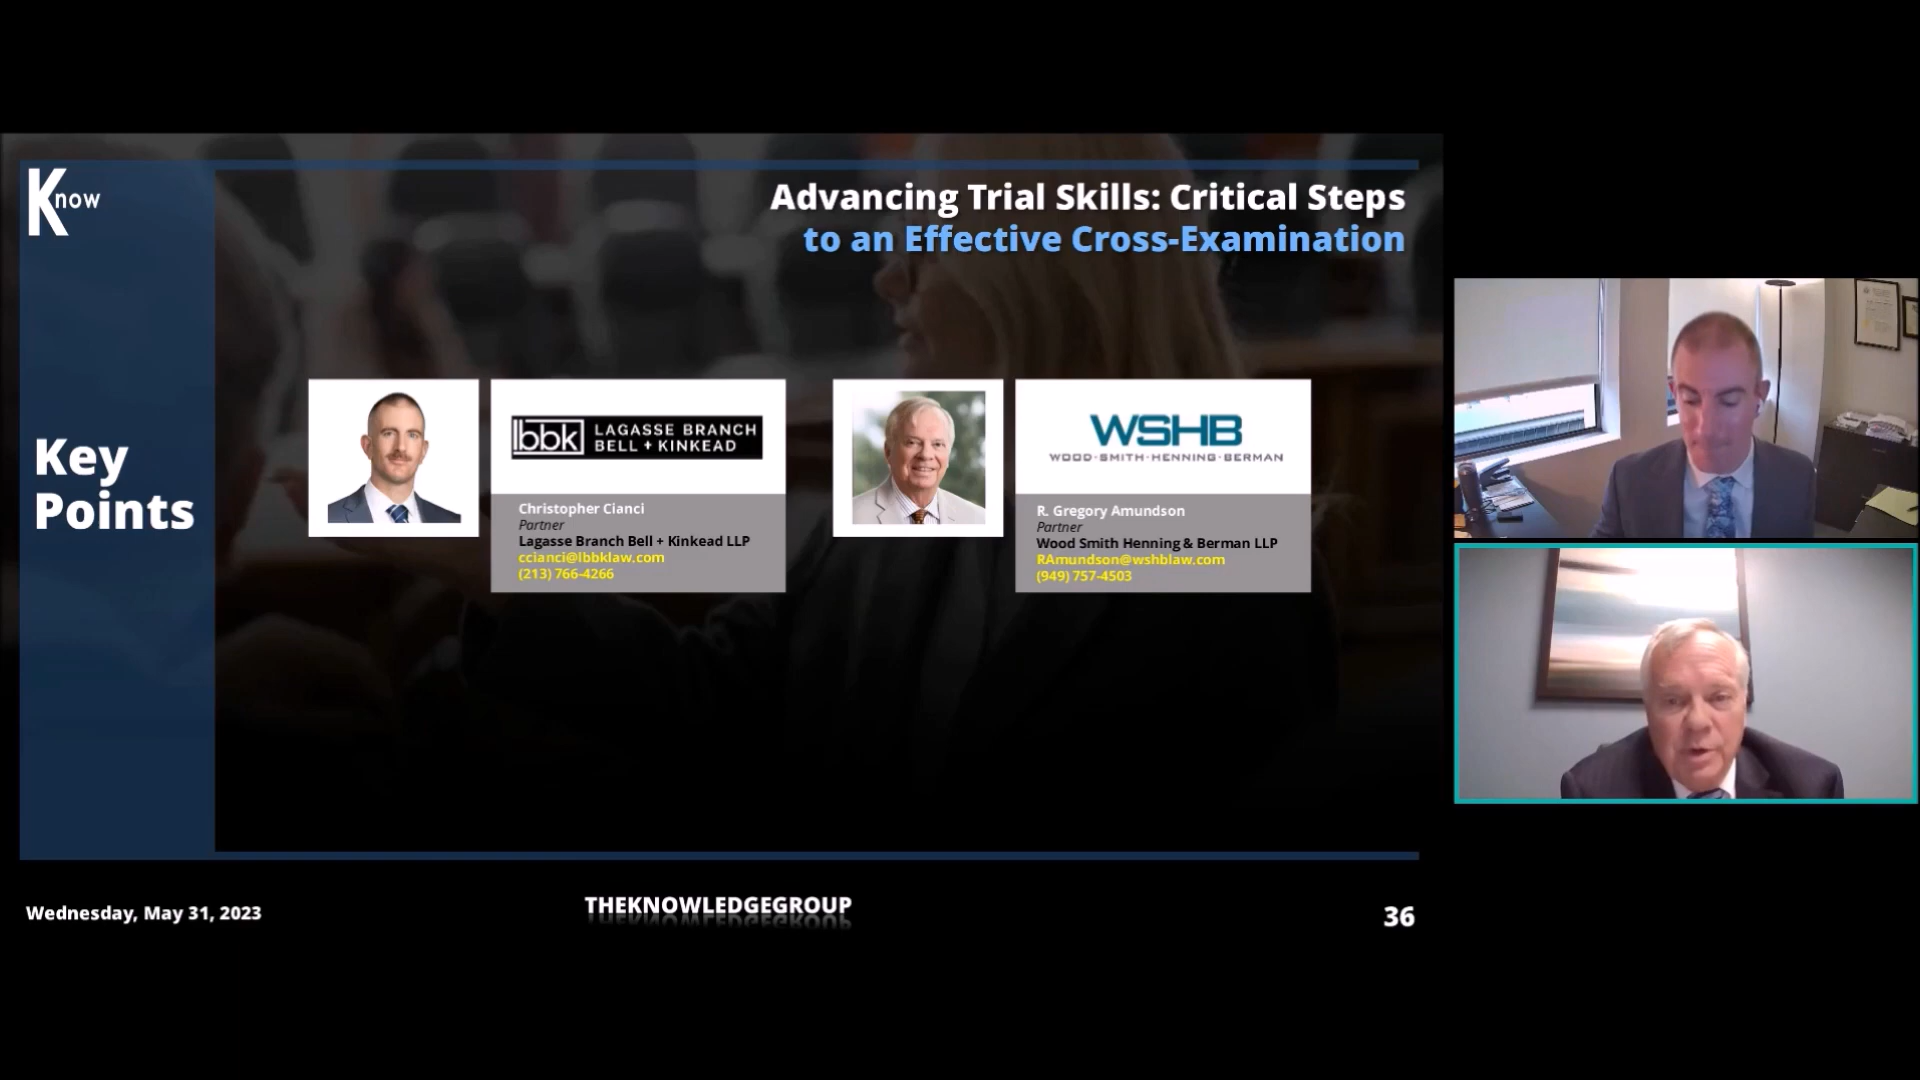 Know
Advancing Trial Skills: Critical Steps
to an Effective Cross-Examination
Key
Points
lbbk LAGASSE BRANCH
BELL + KINKEAD
Christopher Cianci
Partner
Lagasse Branch Bell + Kinkead LLP
ccianci@lbbklaw.com
(213) 766-4266
WSHB
WOOD·SMITH·HENNING·BERMAN
R. Gregory Amundson
Partner
Wood Smith Henning & Berman LLP
RAmundson@wshblaw.com
(949) 757-4503
Wednesday, May 31, 2023
THEKNOWLEDGEGROUP
36